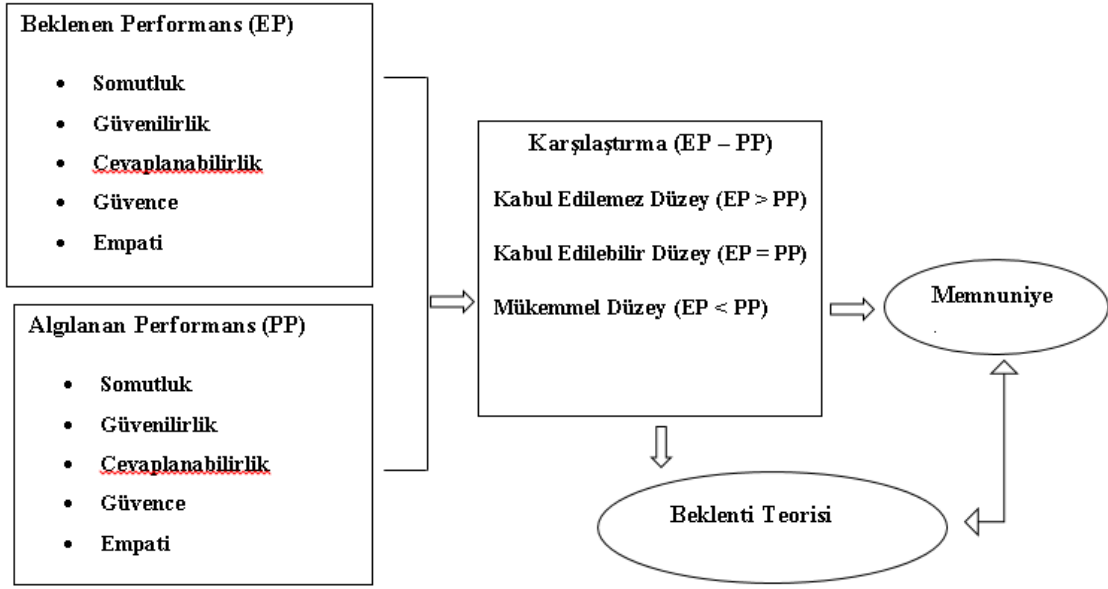 Beklenen Performans (EP)
• Somutluk
• Güvenilirlik
• Cevaplanabilirlik
• Güvence
• Empati
Algılanan Performans (PP)
• Somutluk
• Güvenilirlik
• Cevaplanabilirlik
• Güvence
• Empati
Karşılaştırma (EP – PP)
Kabul Edilemez Düzey (EP > PP)
Kabul Edilebilir Düzey (EP = PP)
Mükemmel Düzey (EP < PP)
Memnuniye
Beklenti Teorisi